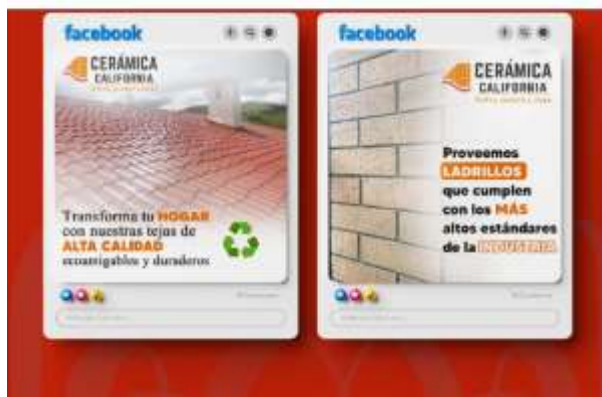 facebook
CERÁMICA
CALIFORNIA
Transforma tu HOGAR
con nuestras tejas de
ALTA CALIDAD
ecoamigables y duraderos
facebook
CERÁMICA
CALIFORNIA
Proveemos
LADRILLOS
que cumplen
con los MÁS
altos estándares
de la INDUSTRIA